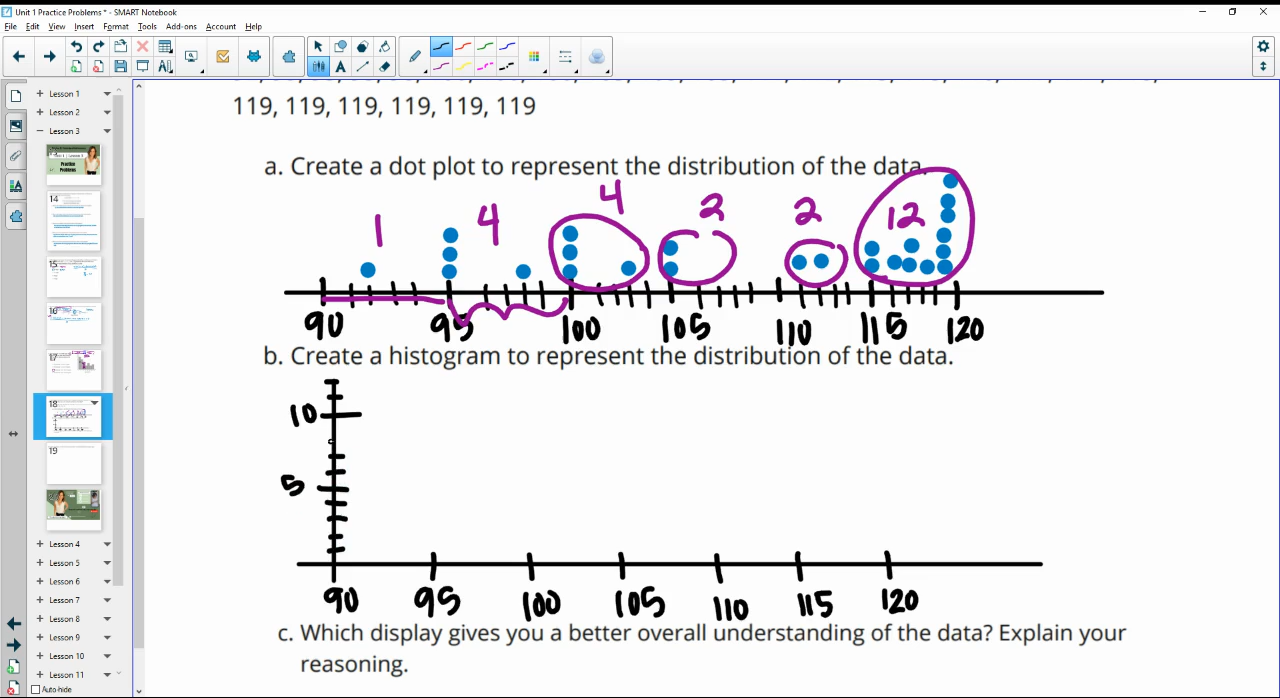 Unit 1 Practice Problems * - SMART Notebook
File Edit View Insert Format Tools Add-ons Account Help
Lesson 1
Lesson 2
Lesson 3
14
15
16
17
18
19
Lesson 4
Lesson 5
Lesson 6
Lesson 7
Lesson 8
Lesson 9
Lesson 10
Lesson 11
Auto-hide
119, 119, 119, 119, 119, 119
a. Create a dot plot to represent the distribution of the data.
1 4 4 2 2 12
90 95 100 105 110 115 120
b. Create a histogram to represent the distribution of the data.
10
5
90 95 100 105 110 115 120
c. Which display gives you a better overall understanding of the data? Explain your
reasoning.